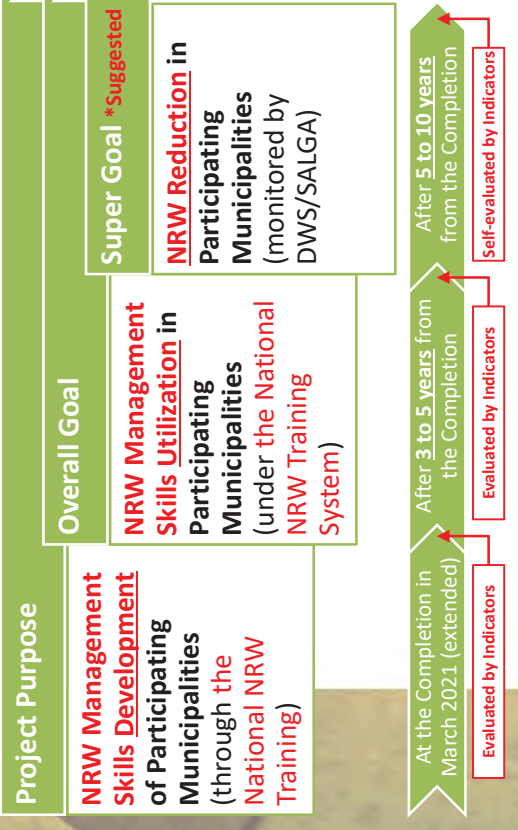 Project Purpose
NRW Management
Skills Development
of Participating
Municipalities
(through the
National NRW
Training)
Overall Goal
NRW Management
Skills Utilization in
Participating
Municipalities
(under the National
NRW Training
System)
Super Goal *Suggested
NRW Reduction in
Participating
Municipalities
(monitored by
DWS/SALGA)
At the Completion in
March 2021 (extended)
After 3 to 5 years from
the Completion
After 5 to 10 years
from the Completion
Evaluated by Indicators
Evaluated by Indicators
Self-evaluated by Indicators